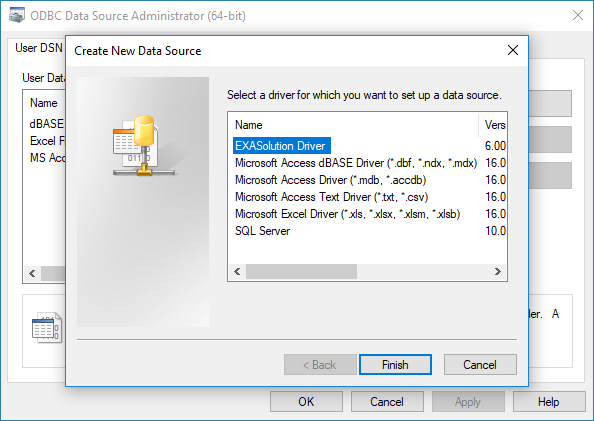 ODBC Data Source Administrator (64-bit)
User DSN
User Data
Name
dBASE
Excel F
MS Acc
Create New Data Source
Select a driver for which you want to set up a data source.
Name Vers
EXASolution Driver 6.00
Microsoft Access dBASE Driver (*.dbf, *.ndx, *.mdx) 16.0
Microsoft Access Driver (*.mdb, *.accdb) 16.0
Microsoft Access Text Driver (*.txt, *.csv) 16.0
Microsoft Excel Driver (*.xls, *.xlsx, *.xlsm, *.xlsb) 16.0
SQL Server 10.0
der. A
< Back Finish Cancel
OK Cancel Apply Help